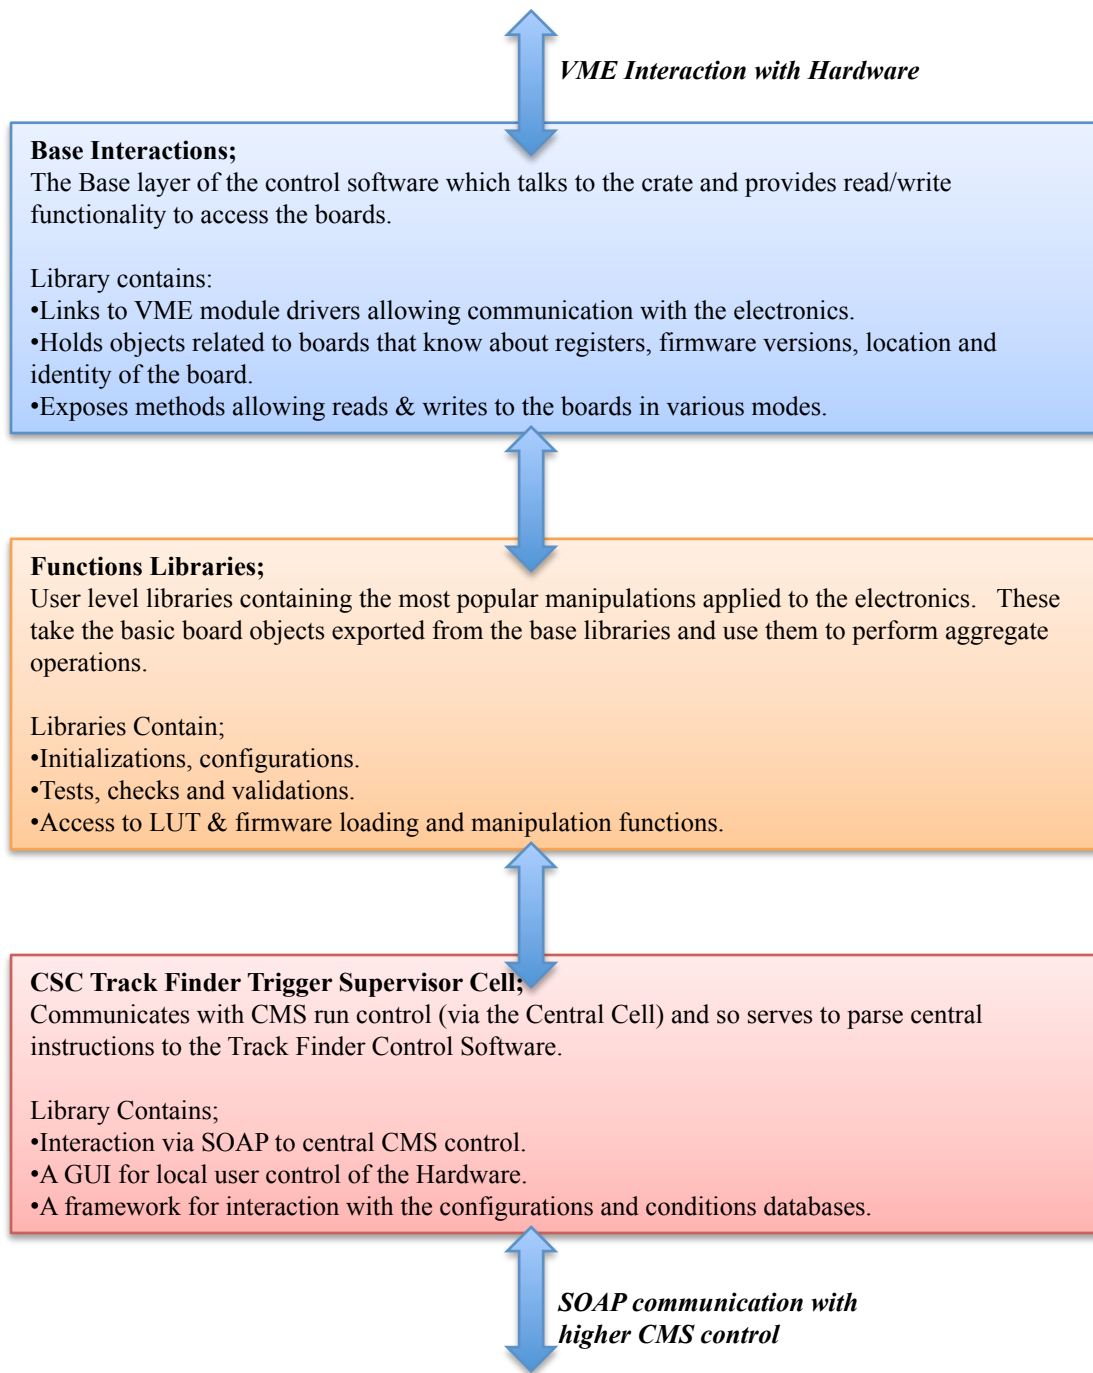 VME Interaction with Hardware
Base Interactions;
The Base layer of the control software which talks to the crate and provides read/write
functionality to access the boards.
Library contains:
•Links to VME module drivers allowing communication with the electronics.
•Holds objects related to boards that know about registers, firmware versions, location and
identity of the board.
•Exposes methods allowing reads & writes to the boards in various modes.
Functions Libraries;
User level libraries containing the most popular manipulations applied to the electronics.   These
take the basic board objects exported from the base libraries and use them to perform aggregate
operations.
Libraries Contain;
•Initializations, configurations.
•Tests, checks and validations.
•Access to LUT & firmware loading and manipulation functions.
CSC Track Finder Trigger Supervisor Cell;
Communicates with CMS run control (via the Central Cell) and so serves to parse central
instructions to the Track Finder Control Software.
Library Contains;
•Interaction via SOAP to central CMS control.
•A GUI for local user control of the Hardware.
•A framework for interaction with the configurations and conditions databases.
SOAP communication with
higher CMS control